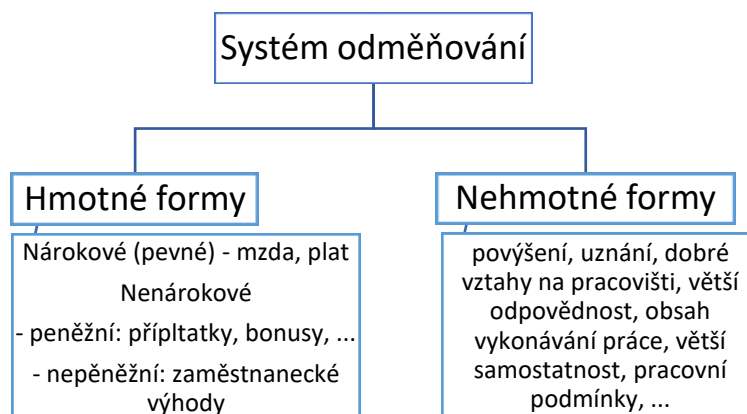 Systém odměňování
Hmotné formy
Nárokové (pevné) - mzda, plat
Nenárokové
- peněžní: přípltatky, bonusy, ...
- nepěněžní: zaměstnanecké
výhody
Nehmotné formy
povýšení, uznání, dobré
vztahy na pracovišti, větší
odpovědnost, obsah
vykonávání práce, větší
samostatnost, pracovní
podmínky, ...